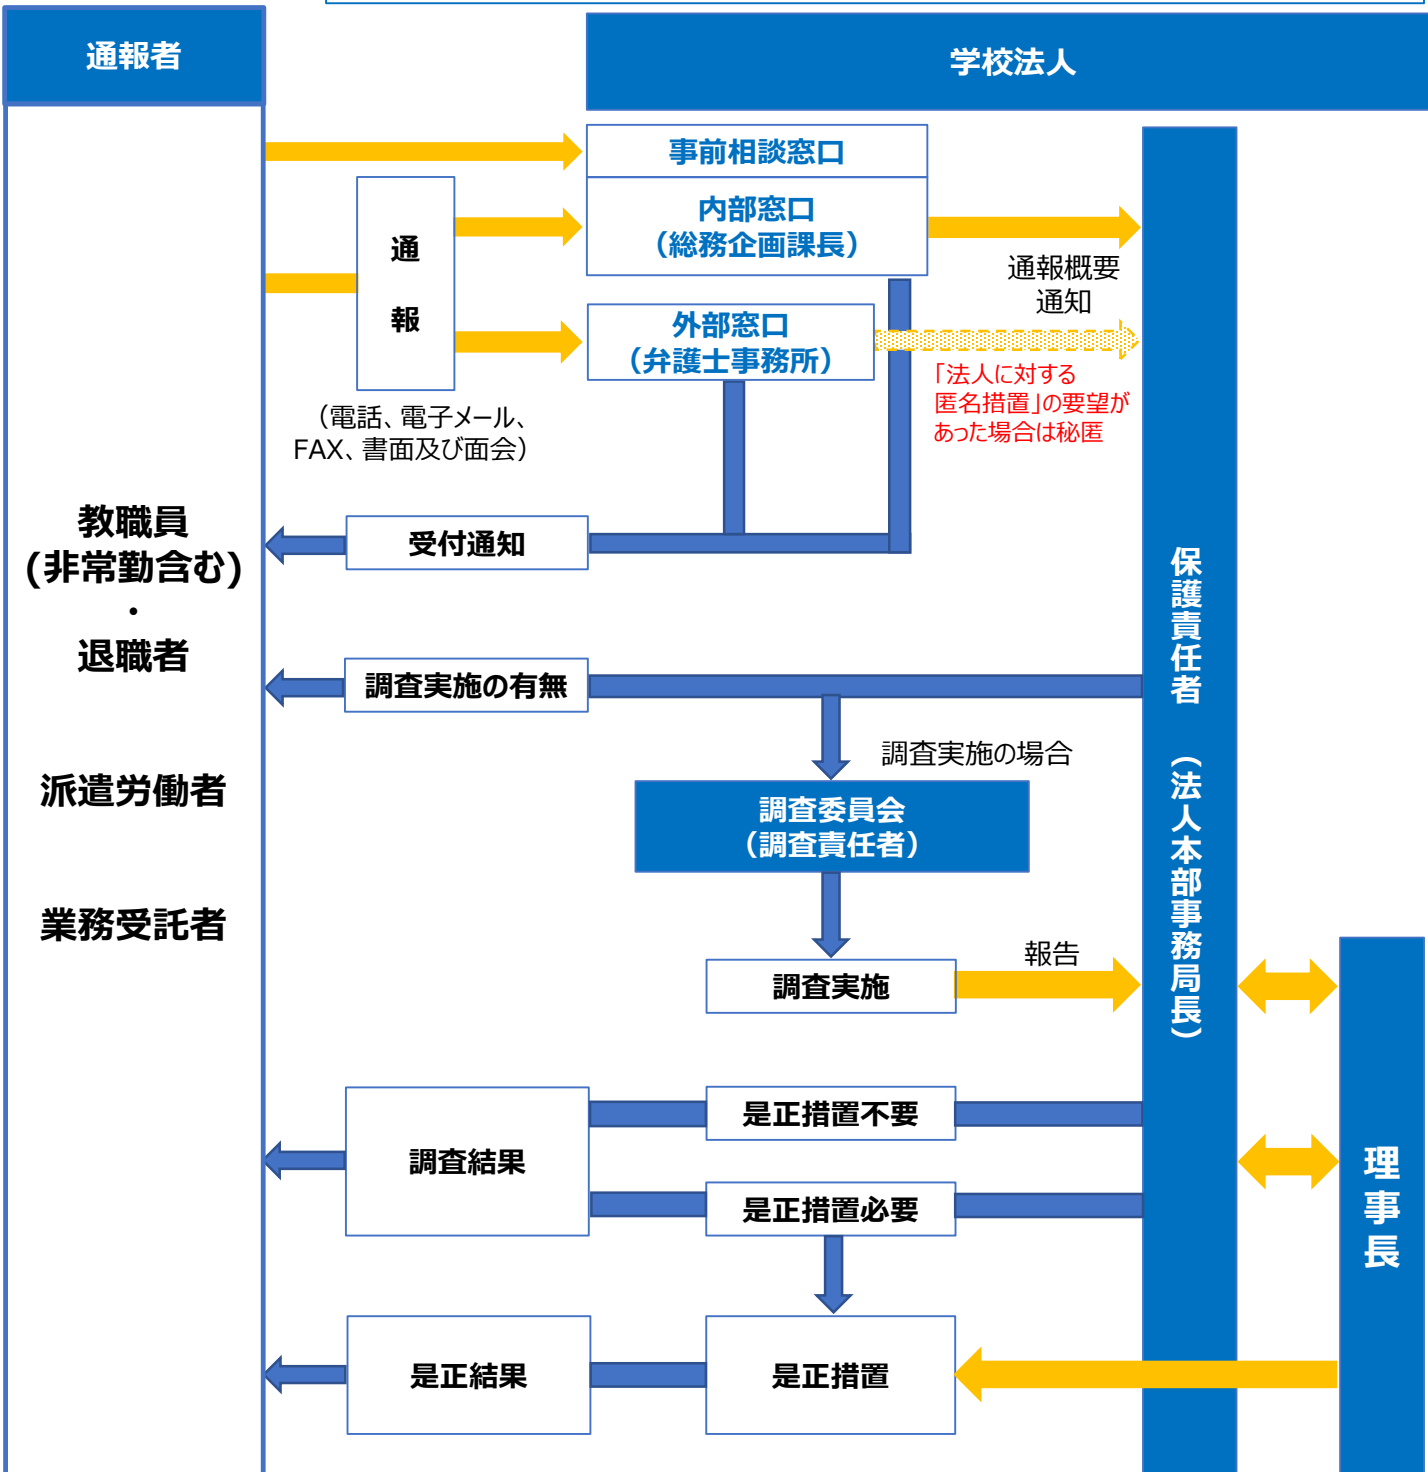 通報者
学校法人
事前相談窓口
内部窓口
（総務企画課長）
通
報
通報概要
通知
外部窓口
（弁護士事務所）
「法人に対する
匿名措置」の要望が
あった場合は秘匿
（電話、電子メール、
FAX、書面及び面会）
教職員
(非常勤含む)
・
退職者
派遣労働者
業務受託者
受付通知
調査実施の有無
調査実施の場合
調査委員会
（調査責任者）
調査実施
報告
保護責任者　（法人本部事務局長）
是正措置不要
調査結果
是正措置必要
理事長
是正結果
是正措置